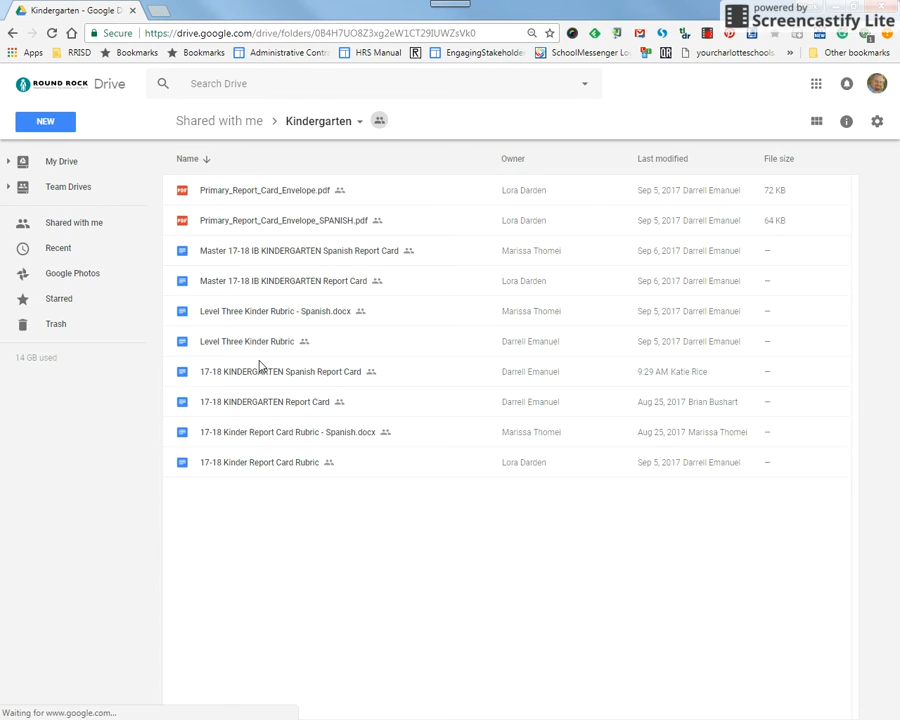 Kindergarten - Google D
powered by
Screencastify Lite
Secure
https://drive.google.com/drive/folders/0B4H7UO8Z3xg2eW1CT29IUWZsVk0
Apps RRISD Bookmarks Bookmarks Administrative Contr HRS Manual EngagingStakeholde SchoolMessenger Lo yourcharlotteschools » Other bookmarks
ROUND ROCK Drive
Search Drive
NEW
Shared with me > Kindergarten
My Drive
Team Drives
Shared with me
Recent
Google Photos
Starred
Trash
14 GB used
Name Owner Last modified File size
PDF Primary_Report_Card_Envelope.pdf Lora Darden Sep 5, 2017 Darrell Emanuel 72 KB
PDF Primary_Report_Card_Envelope_SPANISH.pdf Lora Darden Sep 5, 2017 Darrell Emanuel 64 KB
Master 17-18 IB KINDERGARTEN Spanish Report Card Marissa Thomei Sep 6, 2017 Darrell Emanuel –
Master 17-18 IB KINDERGARTEN Report Card Lora Darden Sep 6, 2017 Darrell Emanuel –
Level Three Kinder Rubric - Spanish.docx Marissa Thomei Sep 5, 2017 Darrell Emanuel –
Level Three Kinder Rubric Darrell Emanuel Sep 5, 2017 Darrell Emanuel –
17-18 KINDERGARTEN Spanish Report Card Darrell Emanuel 9:29 AM Katie Rice –
17-18 KINDERGARTEN Report Card Darrell Emanuel Aug 25, 2017 Brian Bushart –
17-18 Kinder Report Card Rubric - Spanish.docx Marissa Thomei Aug 25, 2017 Marissa Thomei –
17-18 Kinder Report Card Rubric Lora Darden Sep 5, 2017 Darrell Emanuel –
Waiting for www.google.com...